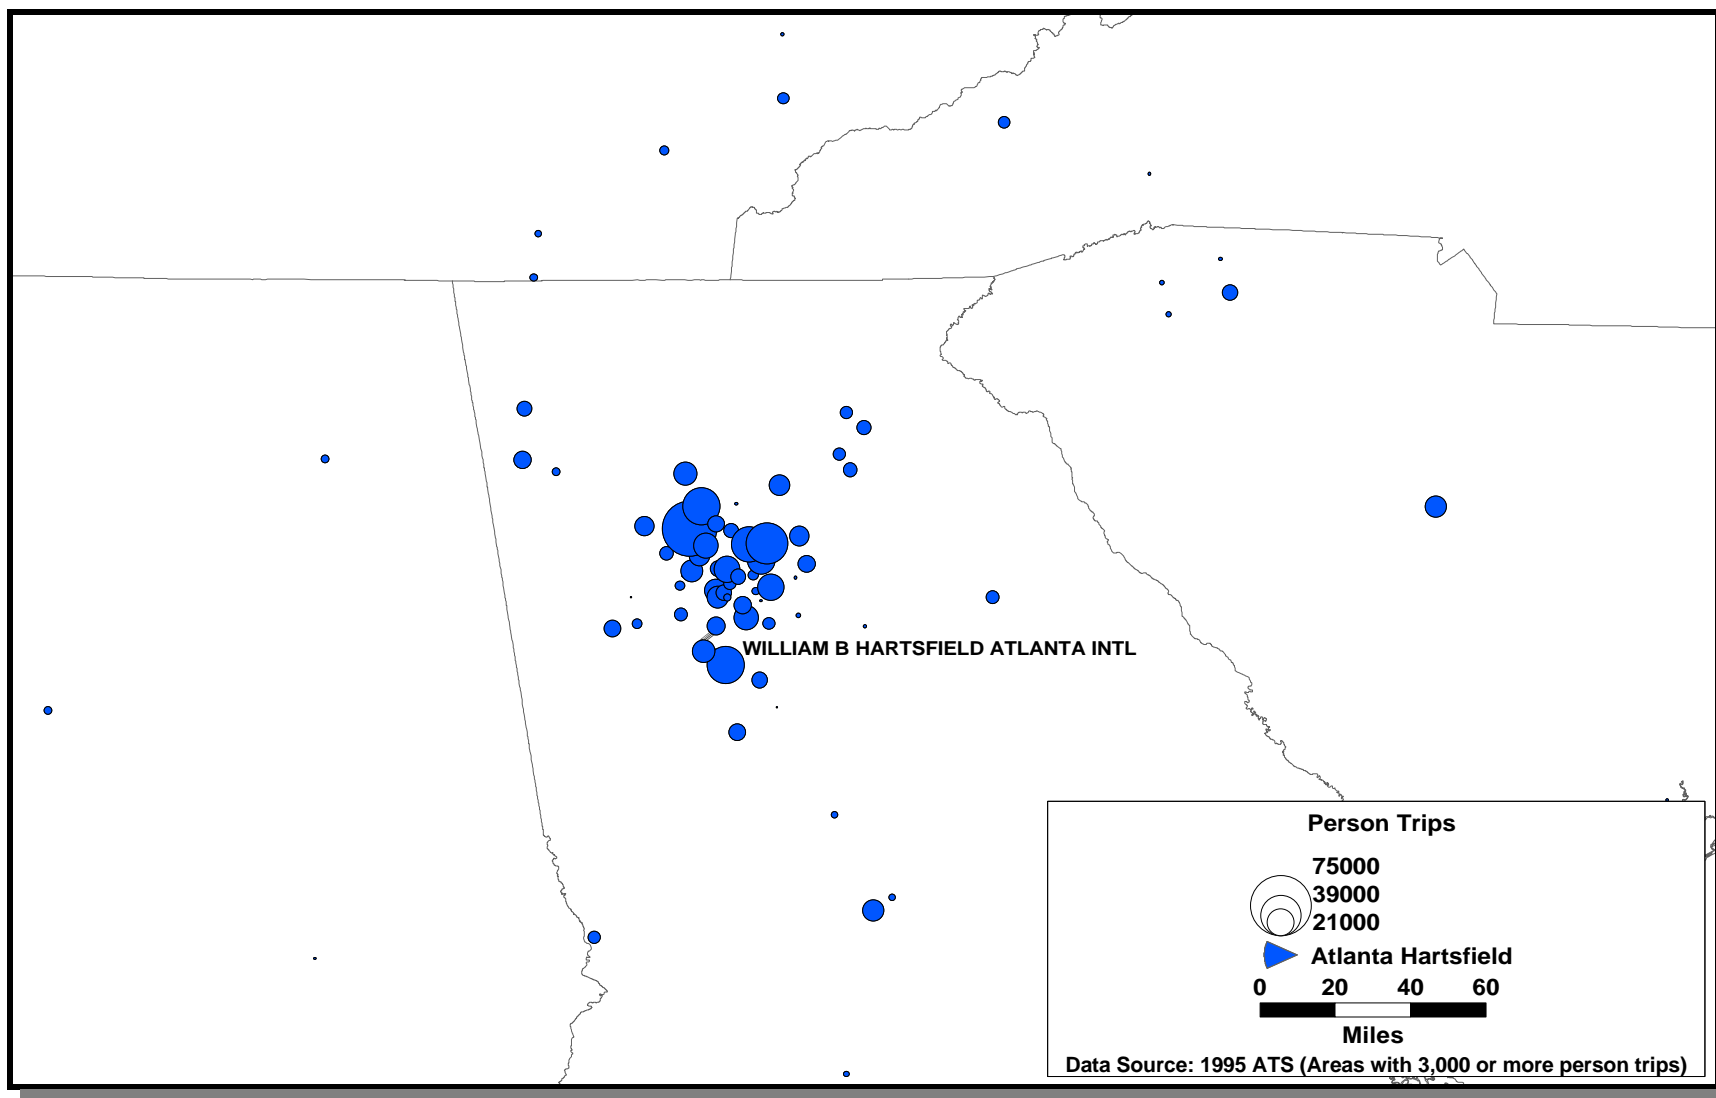 WILLIAM B HARTSFIELD ATLANTA INTL
Person Trips
75000
39000
21000
Atlanta Hartsfield
0 20 40 60
Miles
Data Source: 1995 ATS (Areas with 3,000 or more person trips)